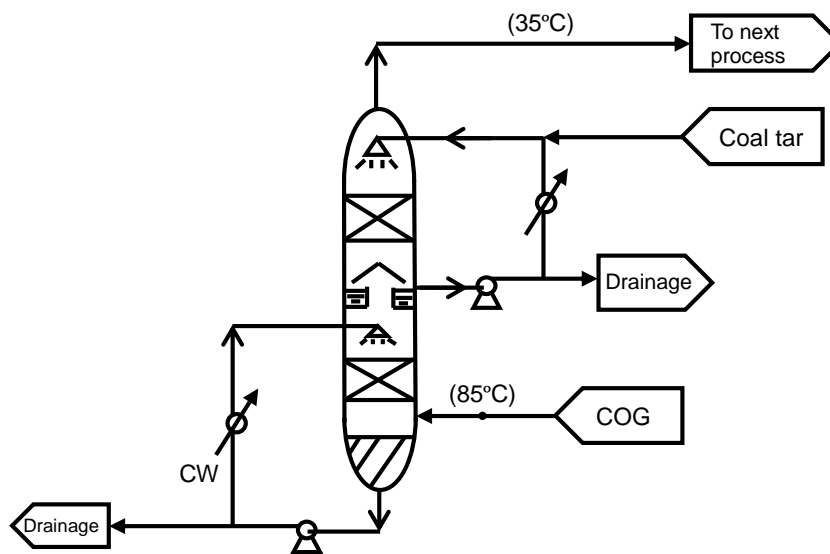 (35ºC)
To next
process
Coal tar
Drainage
(85ºC)
COG
CW
Drainage